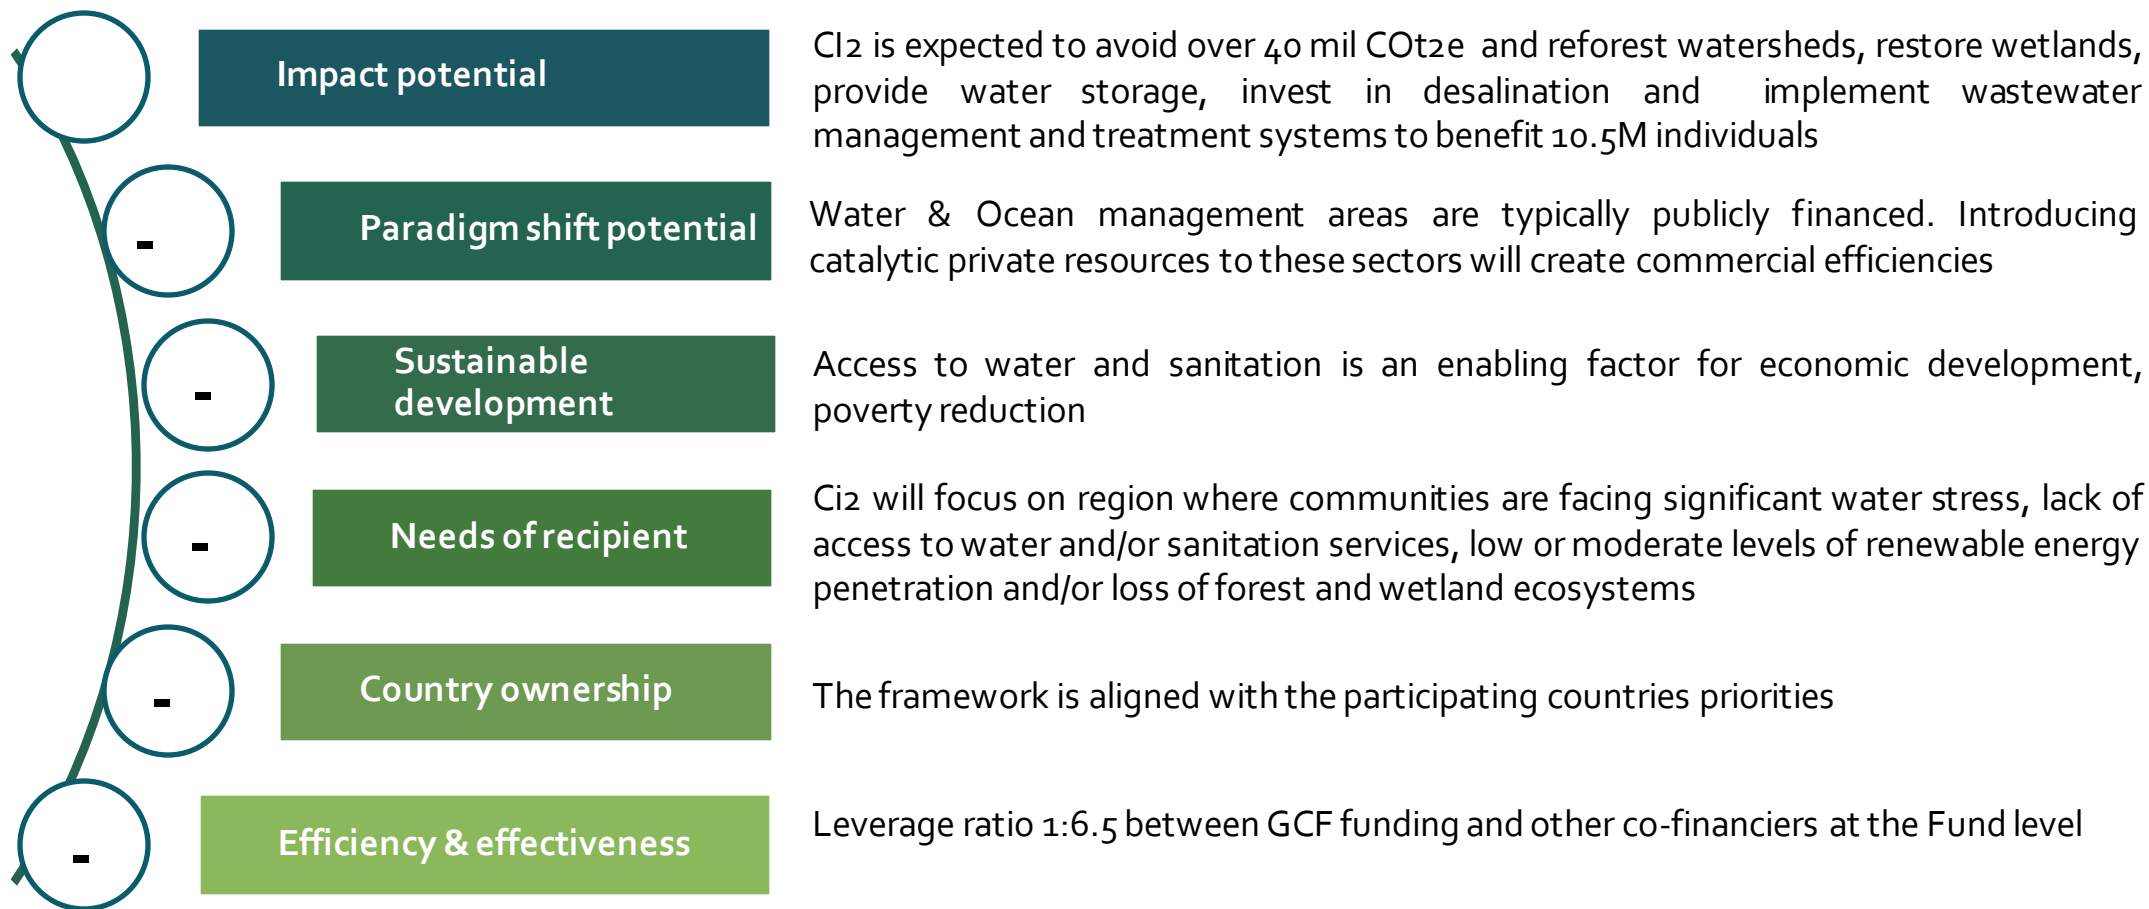 Impact potential
CI2 is expected to avoid over 40 mil COt2e and reforest watersheds, restore wetlands,
provide water storage, invest in desalination and implement wastewater
management and treatment systems to benefit 10.5M individuals
-
Paradigm shift potential
Water & Ocean management areas are typically publicly financed. Introducing
catalytic private resources to these sectors will create commercial efficiencies
-
Sustainable
development
Access to water and sanitation is an enabling factor for economic development,
poverty reduction
-
Needs of recipient
Ci2 will focus on region where communities are facing significant water stress, lack of
access to water and/or sanitation services, low or moderate levels of renewable energy
penetration and/or loss of forest and wetland ecosystems
-
Country ownership
The framework is aligned with the participating countries priorities
-
Efficiency & effectiveness
Leverage ratio 1:6.5 between GCF funding and other co-financiers at the Fund level